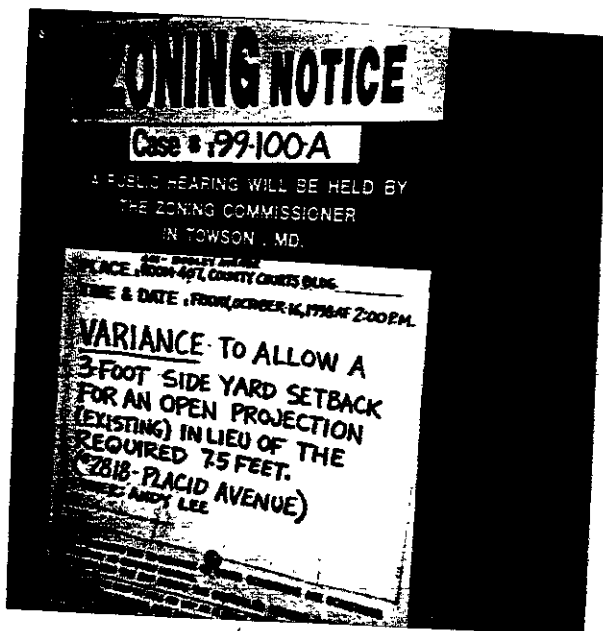 ZONING NOTICE
Case # : 99-100-A
A PUBLIC HEARING WILL BE HELD BY
THE ZONING COMMISSIONER
IN TOWSON, MD.
401 - BOSLEY AVENUE
PLACE : ROOM-407, COUNTY COURTS BLDG.
TIME & DATE : FRIDAY, OCTOBER 16, 1998 AT 2:00 P.M.
VARIANCE - TO ALLOW A
3-FOOT SIDE YARD SETBACK
FOR AN OPEN PROJECTION
(EXISTING) IN LIEU OF THE
REQUIRED 7.5 FEET.
(#2818 - PLACID AVENUE)
ANDY LEE